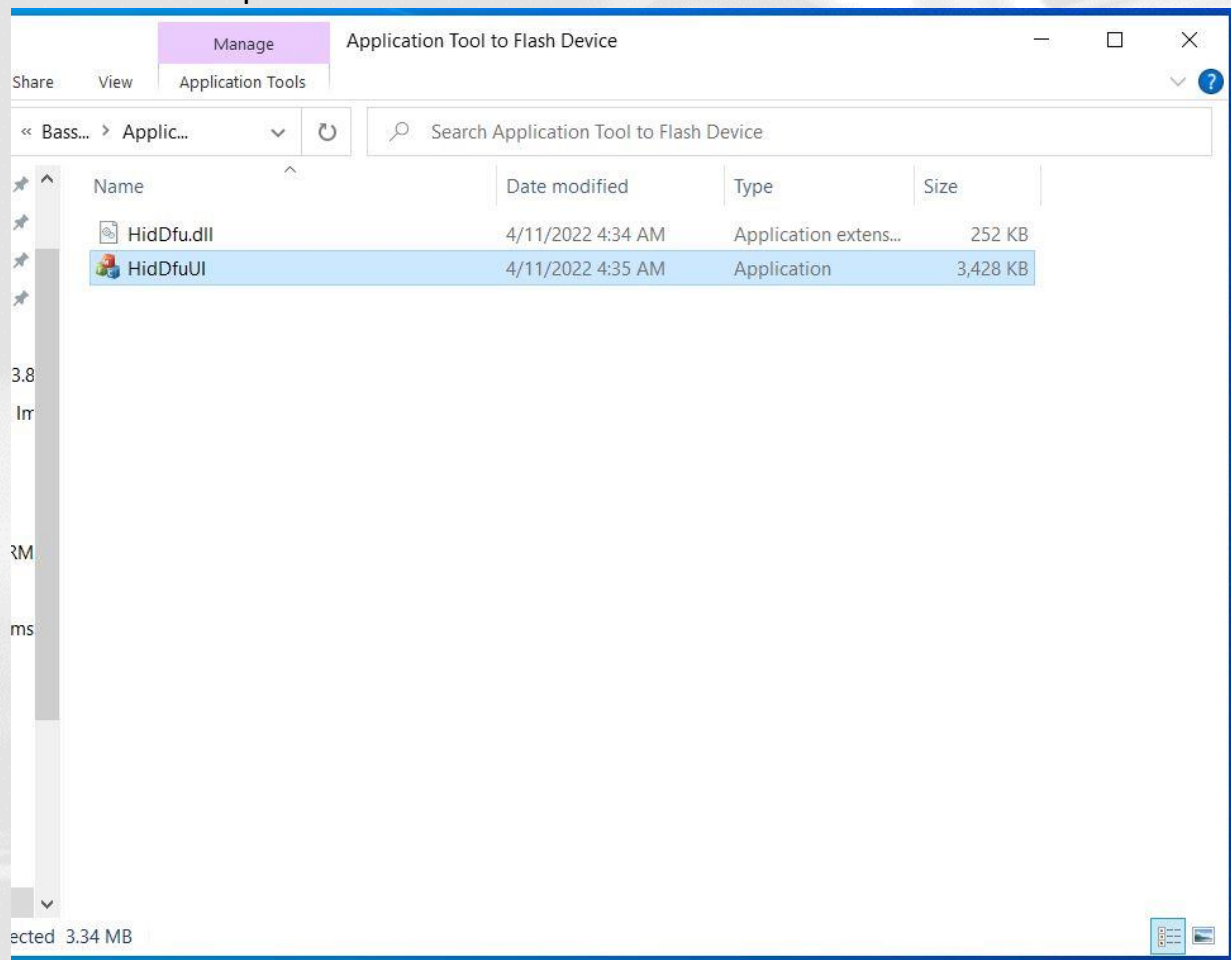 Manage Application Tool to Flash Device
Share View Application Tools
« Bass... > Applic... Search Application Tool to Flash Device
Name Date modified Type Size
HidDfu.dll 4/11/2022 4:34 AM Application extens... 252 KB
HidDfuUI 4/11/2022 4:35 AM Application 3,428 KB
3.8
Im
RM
ms
ected 3.34 MB